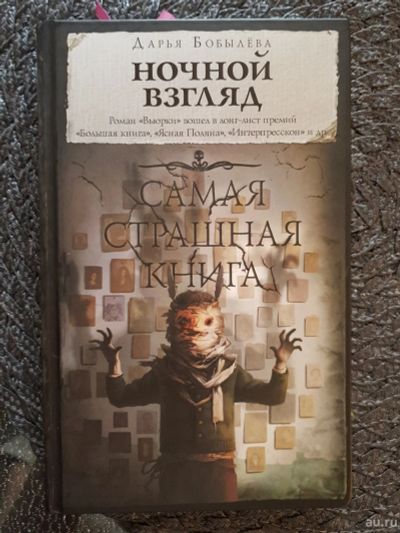 Дарья Бобылёва
НОЧНОЙ
ВЗГЛЯД
Роман «Вьюрки» вошел в лонг-лист премий
«Большая книга», «Ясная Поляна», «Интерпресскон» и др.
САМАЯ
СТРАШНАЯ
КНИГА
au.ru